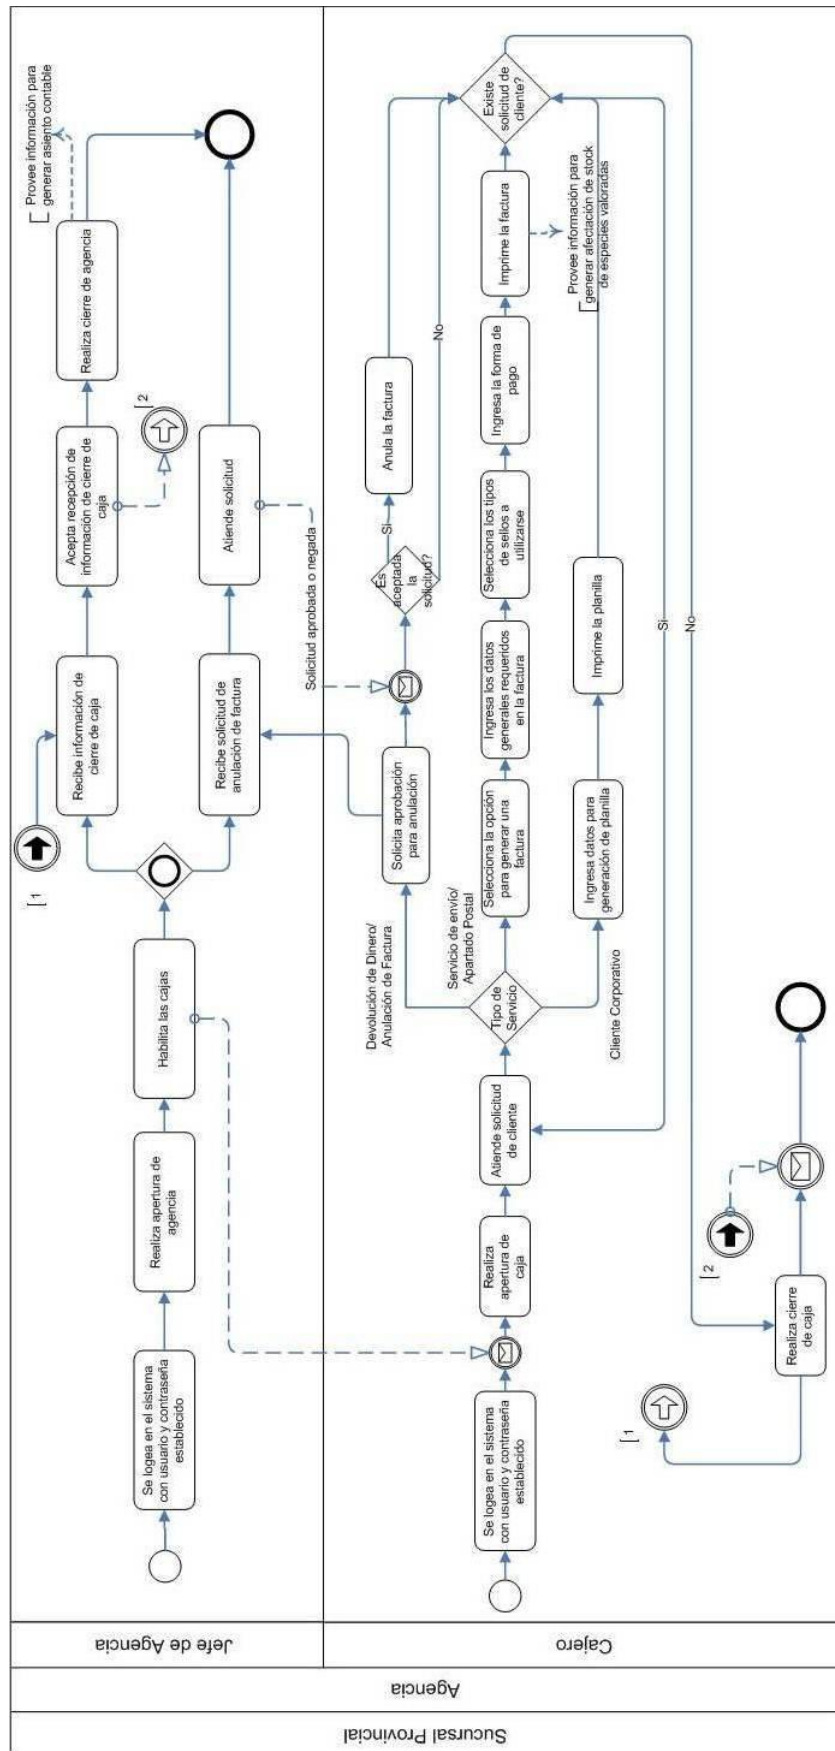 Sucursal Provincial
Agencia
Jefe de Agencia
Se logea en el sistema
con usuario y contraseña
establecido
Realiza apertura de
agencia
Habilita las cajas
[1
Recibe información de
cierre de caja
Acepta recepción de
información de cierre de
caja
[2
Realiza cierre de agencia
Provee información para
generar asiento contable
Recibe solicitud de
anulación de factura
Atiende solicitud
Solicitud aprobada o negada
Cajero
Se logea en el sistema
con usuario y contraseña
establecido
Realiza
apertura de
caja
Atiende solicitud
de cliente
Tipo de
Servicio
Devolución de Dinero/
Anulación de Factura
Solicita aprobación
para anulación
Es
aceptada
la
solicitud?
Si
Anula la factura
No
Servicio de envío/
Apartado Postal
Selecciona la opción
para generar una
factura
Ingresa los datos
generales requeridos
en la factura
Selecciona los tipos
de sellos a
utilizarse
Ingresa la forma de
pago
Imprime la factura
Provee información para
generar afectación de stock
de especies valoradas
Existe
solicitud de
cliente?
Cliente Corporativo
Ingresa datos para
generación de planilla
Imprime la planilla
Si
No
[1
Realiza cierre
de caja
[2